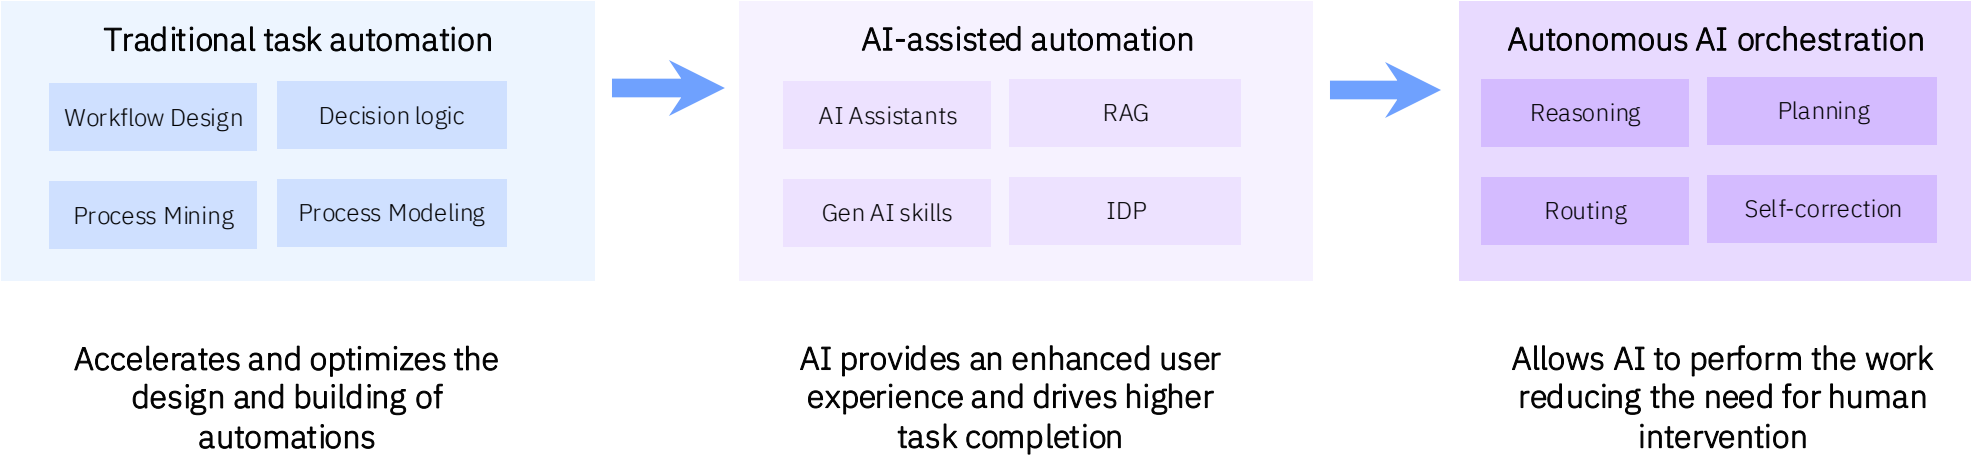 Traditional task automation
Workflow Design
Decision logic
Process Mining
Process Modeling
Accelerates and optimizes the
design and building of
automations
AI-assisted automation
AI Assistants
RAG
Gen AI skills
IDP
AI provides an enhanced user
experience and drives higher
task completion
Autonomous AI orchestration
Reasoning
Planning
Routing
Self-correction
Allows AI to perform the work
reducing the need for human
intervention